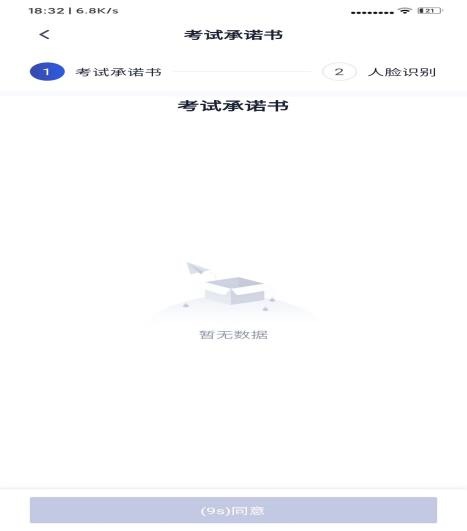 18:32 | 6.8K/s 21
考试承诺书
1 考试承诺书 2 人脸识别
考试承诺书
暂无数据
(9s)同意